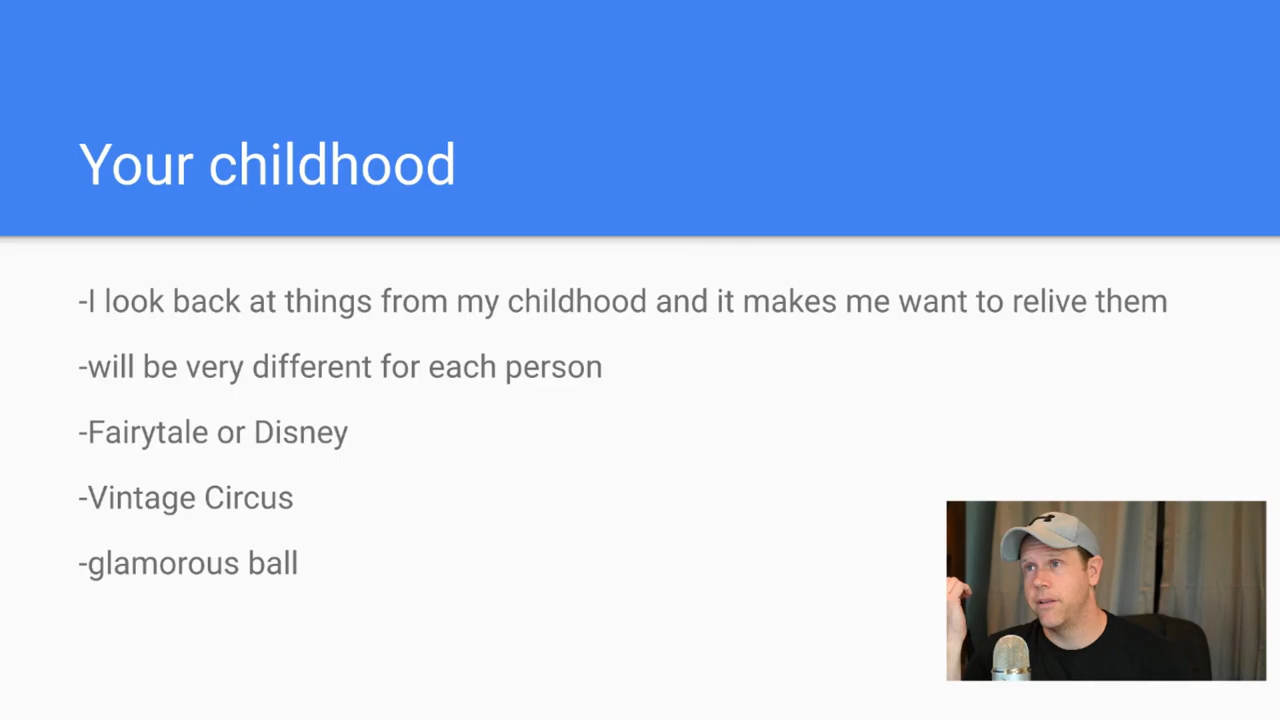 Your childhood
-I look back at things from my childhood and it makes me want to relive them
-will be very different for each person
-Fairytale or Disney
-Vintage Circus
-glamorous ball